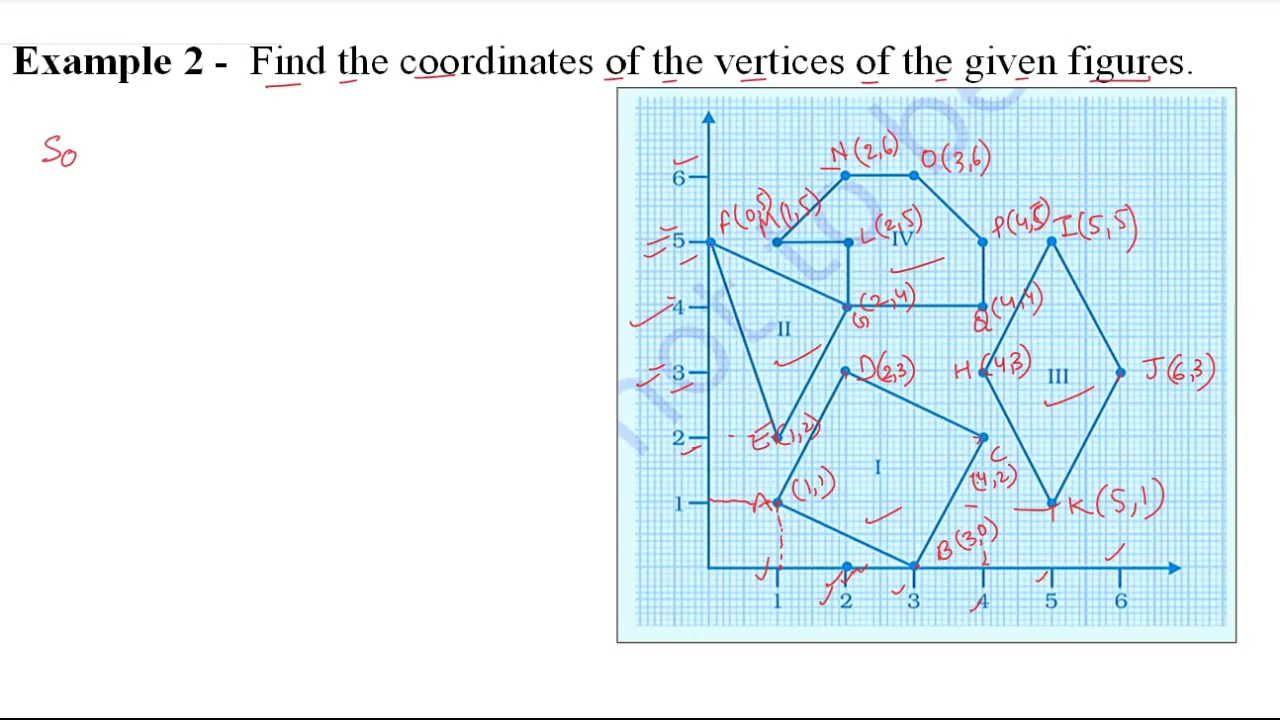 Example 2 - Find the coordinates of the vertices of the given figures.
So
6 N(2,6) O(3,6)
F(0,5) M(1,5)
5 L(2,5) IV P(4,5) I(5,5)
4 G(2,4) Q(4,4)
II
3 D(2,3) H(4,3) III J(6,3)
2 E(1,2) C
I (4,2)
1 A (1,1) K(5,1)
B(3,0)
1 2 3 4 5 6
not to be